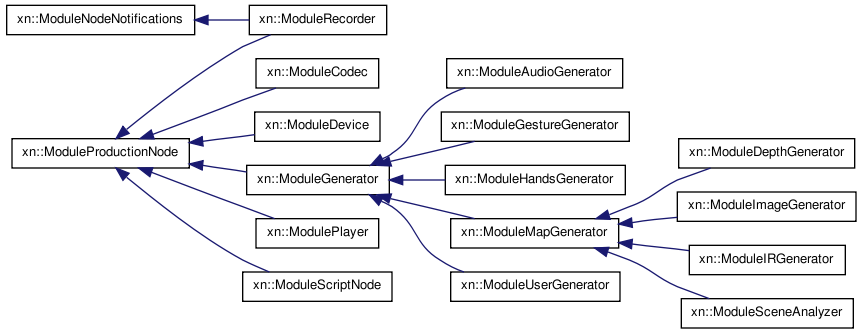 xn::ModuleNodeNotifications
xn::ModuleRecorder
xn::ModuleCodec
xn::ModuleAudioGenerator
xn::ModuleDevice
xn::ModuleGestureGenerator
xn::ModuleProductionNode
xn::ModuleDepthGenerator
xn::ModuleGenerator
xn::ModuleHandsGenerator
xn::ModuleImageGenerator
xn::ModulePlayer
xn::ModuleMapGenerator
xn::ModuleIRGenerator
xn::ModuleScriptNode
xn::ModuleUserGenerator
xn::ModuleSceneAnalyzer